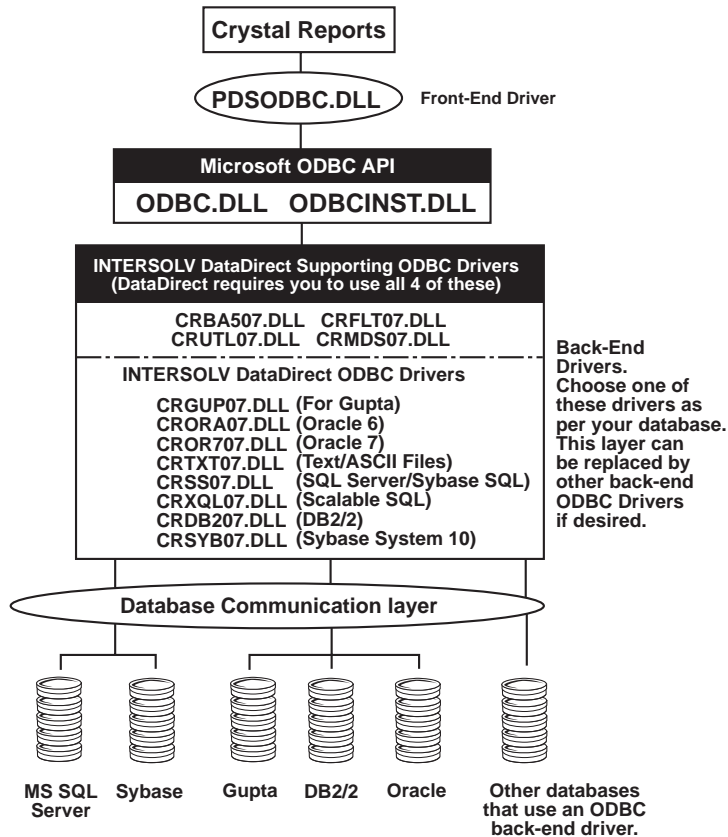 Crystal Reports
PDSODBC.DLL
Front-End Driver
Microsoft ODBC API
ODBC.DLL ODBCINST.DLL
INTERSOLV DataDirect Supporting ODBC Drivers
(DataDirect requires you to use all 4 of these)
CRBA507.DLL CRFLT07.DLL
CRUTL07.DLL CRMDS07.DLL
INTERSOLV DataDirect ODBC Drivers
CRGUP07.DLL (For Gupta)
CRORA07.DLL (Oracle 6)
CROR707.DLL (Oracle 7)
CRTXT07.DLL (Text/ASCII Files)
CRSS07.DLL (SQL Server/Sybase SQL)
CRXQL07.DLL (Scalable SQL)
CRDB207.DLL (DB2/2)
CRSYB07.DLL (Sybase System 10)
Back-End
Drivers.
Choose one of
these drivers as
per your database.
This layer can
be replaced by
other back-end
ODBC Drivers
if desired.
Database Communication layer
MS SQL
Server
Sybase
Gupta
DB2/2
Oracle
Other databases
that use an ODBC
back-end driver.